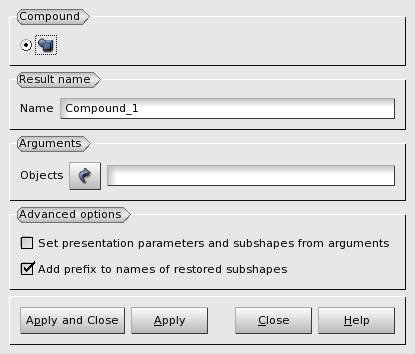 Compound
Result name
Name Compound_1
Arguments
Objects
Advanced options
Set presentation parameters and subshapes from arguments
Add prefix to names of restored subshapes
Apply and Close Apply Close Help